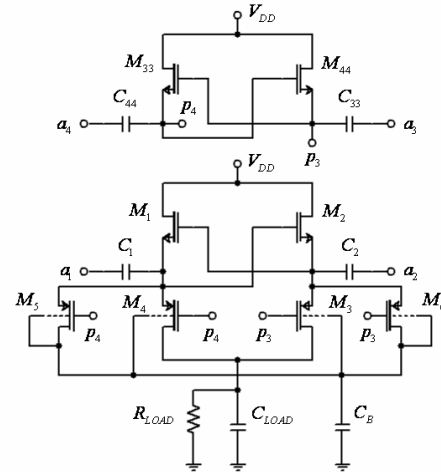 V_DD
M_33 M_44
C_44 p_4 C_33
a_4 a_3
p_3
V_DD
M_1 M_2
C_1 C_2
a_1 a_2
M_5 M_4 M_3
p_4 p_4 p_3 p_3
R_LOAD C_LOAD C_B